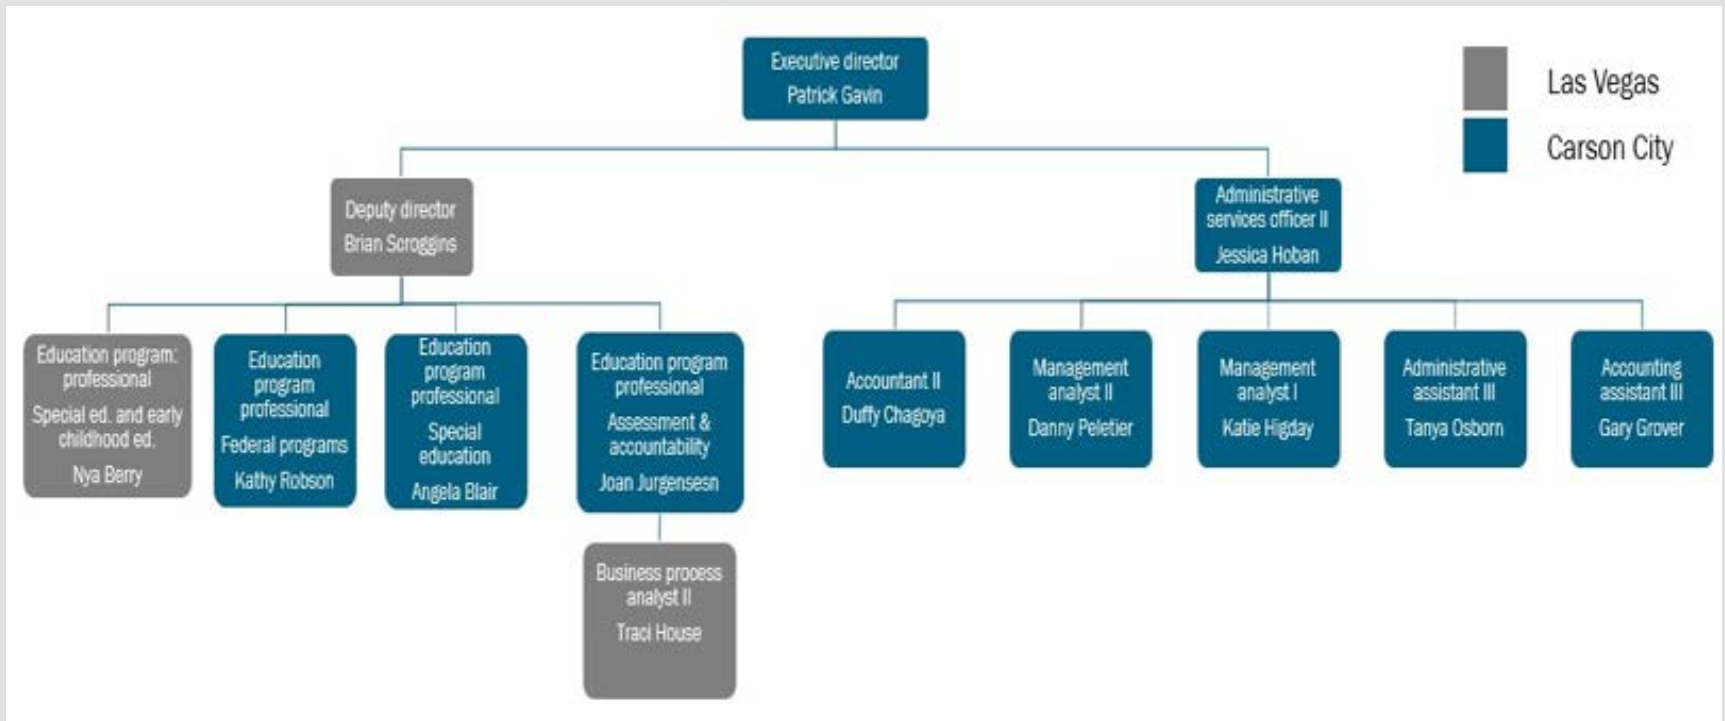 Executive director
Patrick Gavin
Las Vegas
Carson City
Deputy director
Brian Scroggins
Administrative
services officer II
Jessica Hoban
Education program:
professional
Special ed. and early
childhood ed.
Nya Berry
Education
program
professional
Federal programs
Kathy Robson
Education
program
professional
Special
education
Angela Blair
Education program
professional
Assessment &
accountability
Joan Jurgensesn
Accountant II
Duffy Chagoya
Management
analyst II
Danny Peletier
Management
analyst I
Katie Higday
Administrative
assistant III
Tanya Osborn
Accounting
assistant III
Gary Grover
Business process
analyst II
Traci House